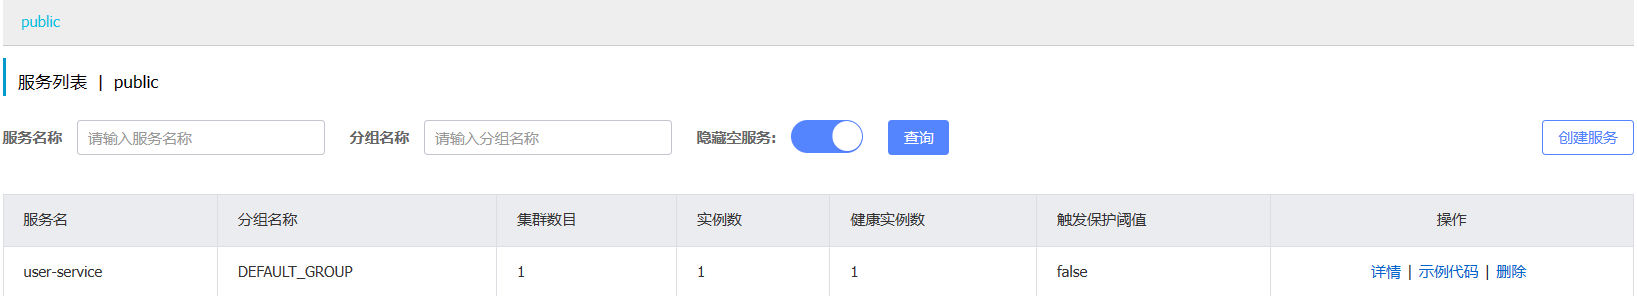 public
服务列表 | public
服务名称 请输入服务名称 分组名称 请输入分组名称 隐藏空服务: 查询 创建服务
服务名 分组名称 集群数目 实例数 健康实例数 触发保护阈值 操作
user-service DEFAULT_GROUP 1 1 1 false 详情 | 示例代码 | 删除